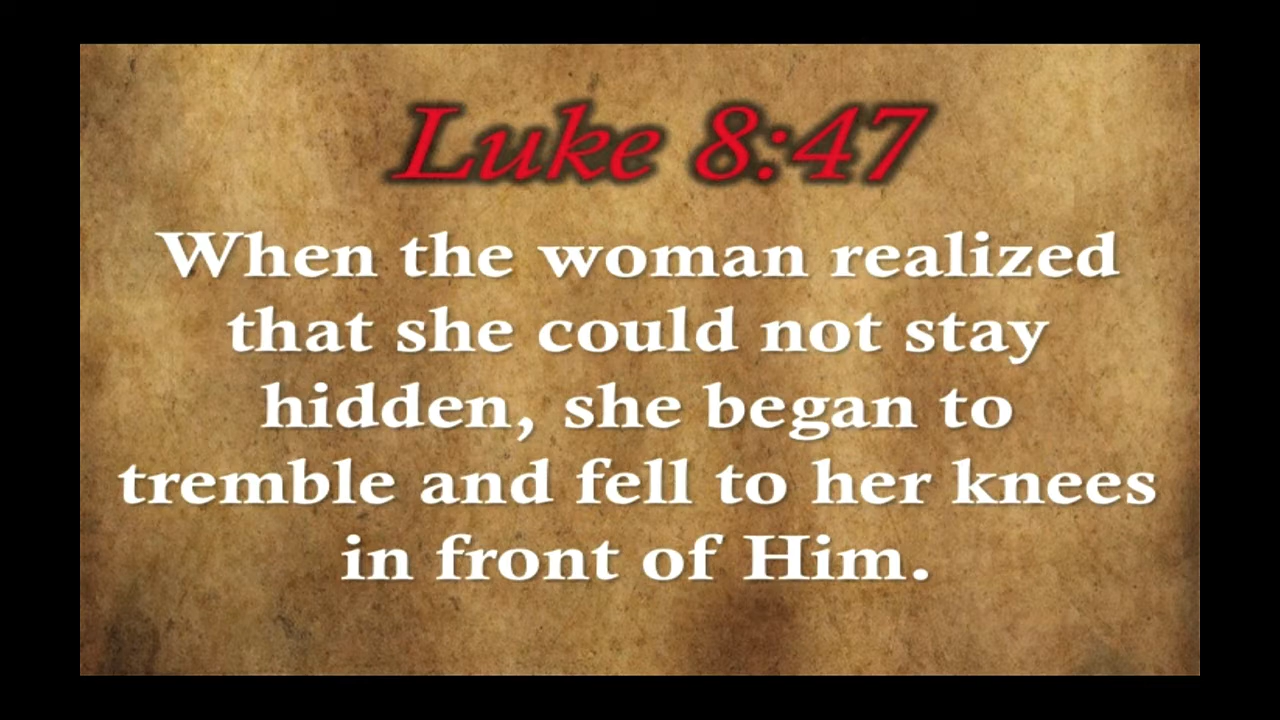 Luke 8:47
When the woman realized
that she could not stay
hidden, she began to
tremble and fell to her knees
in front of Him.